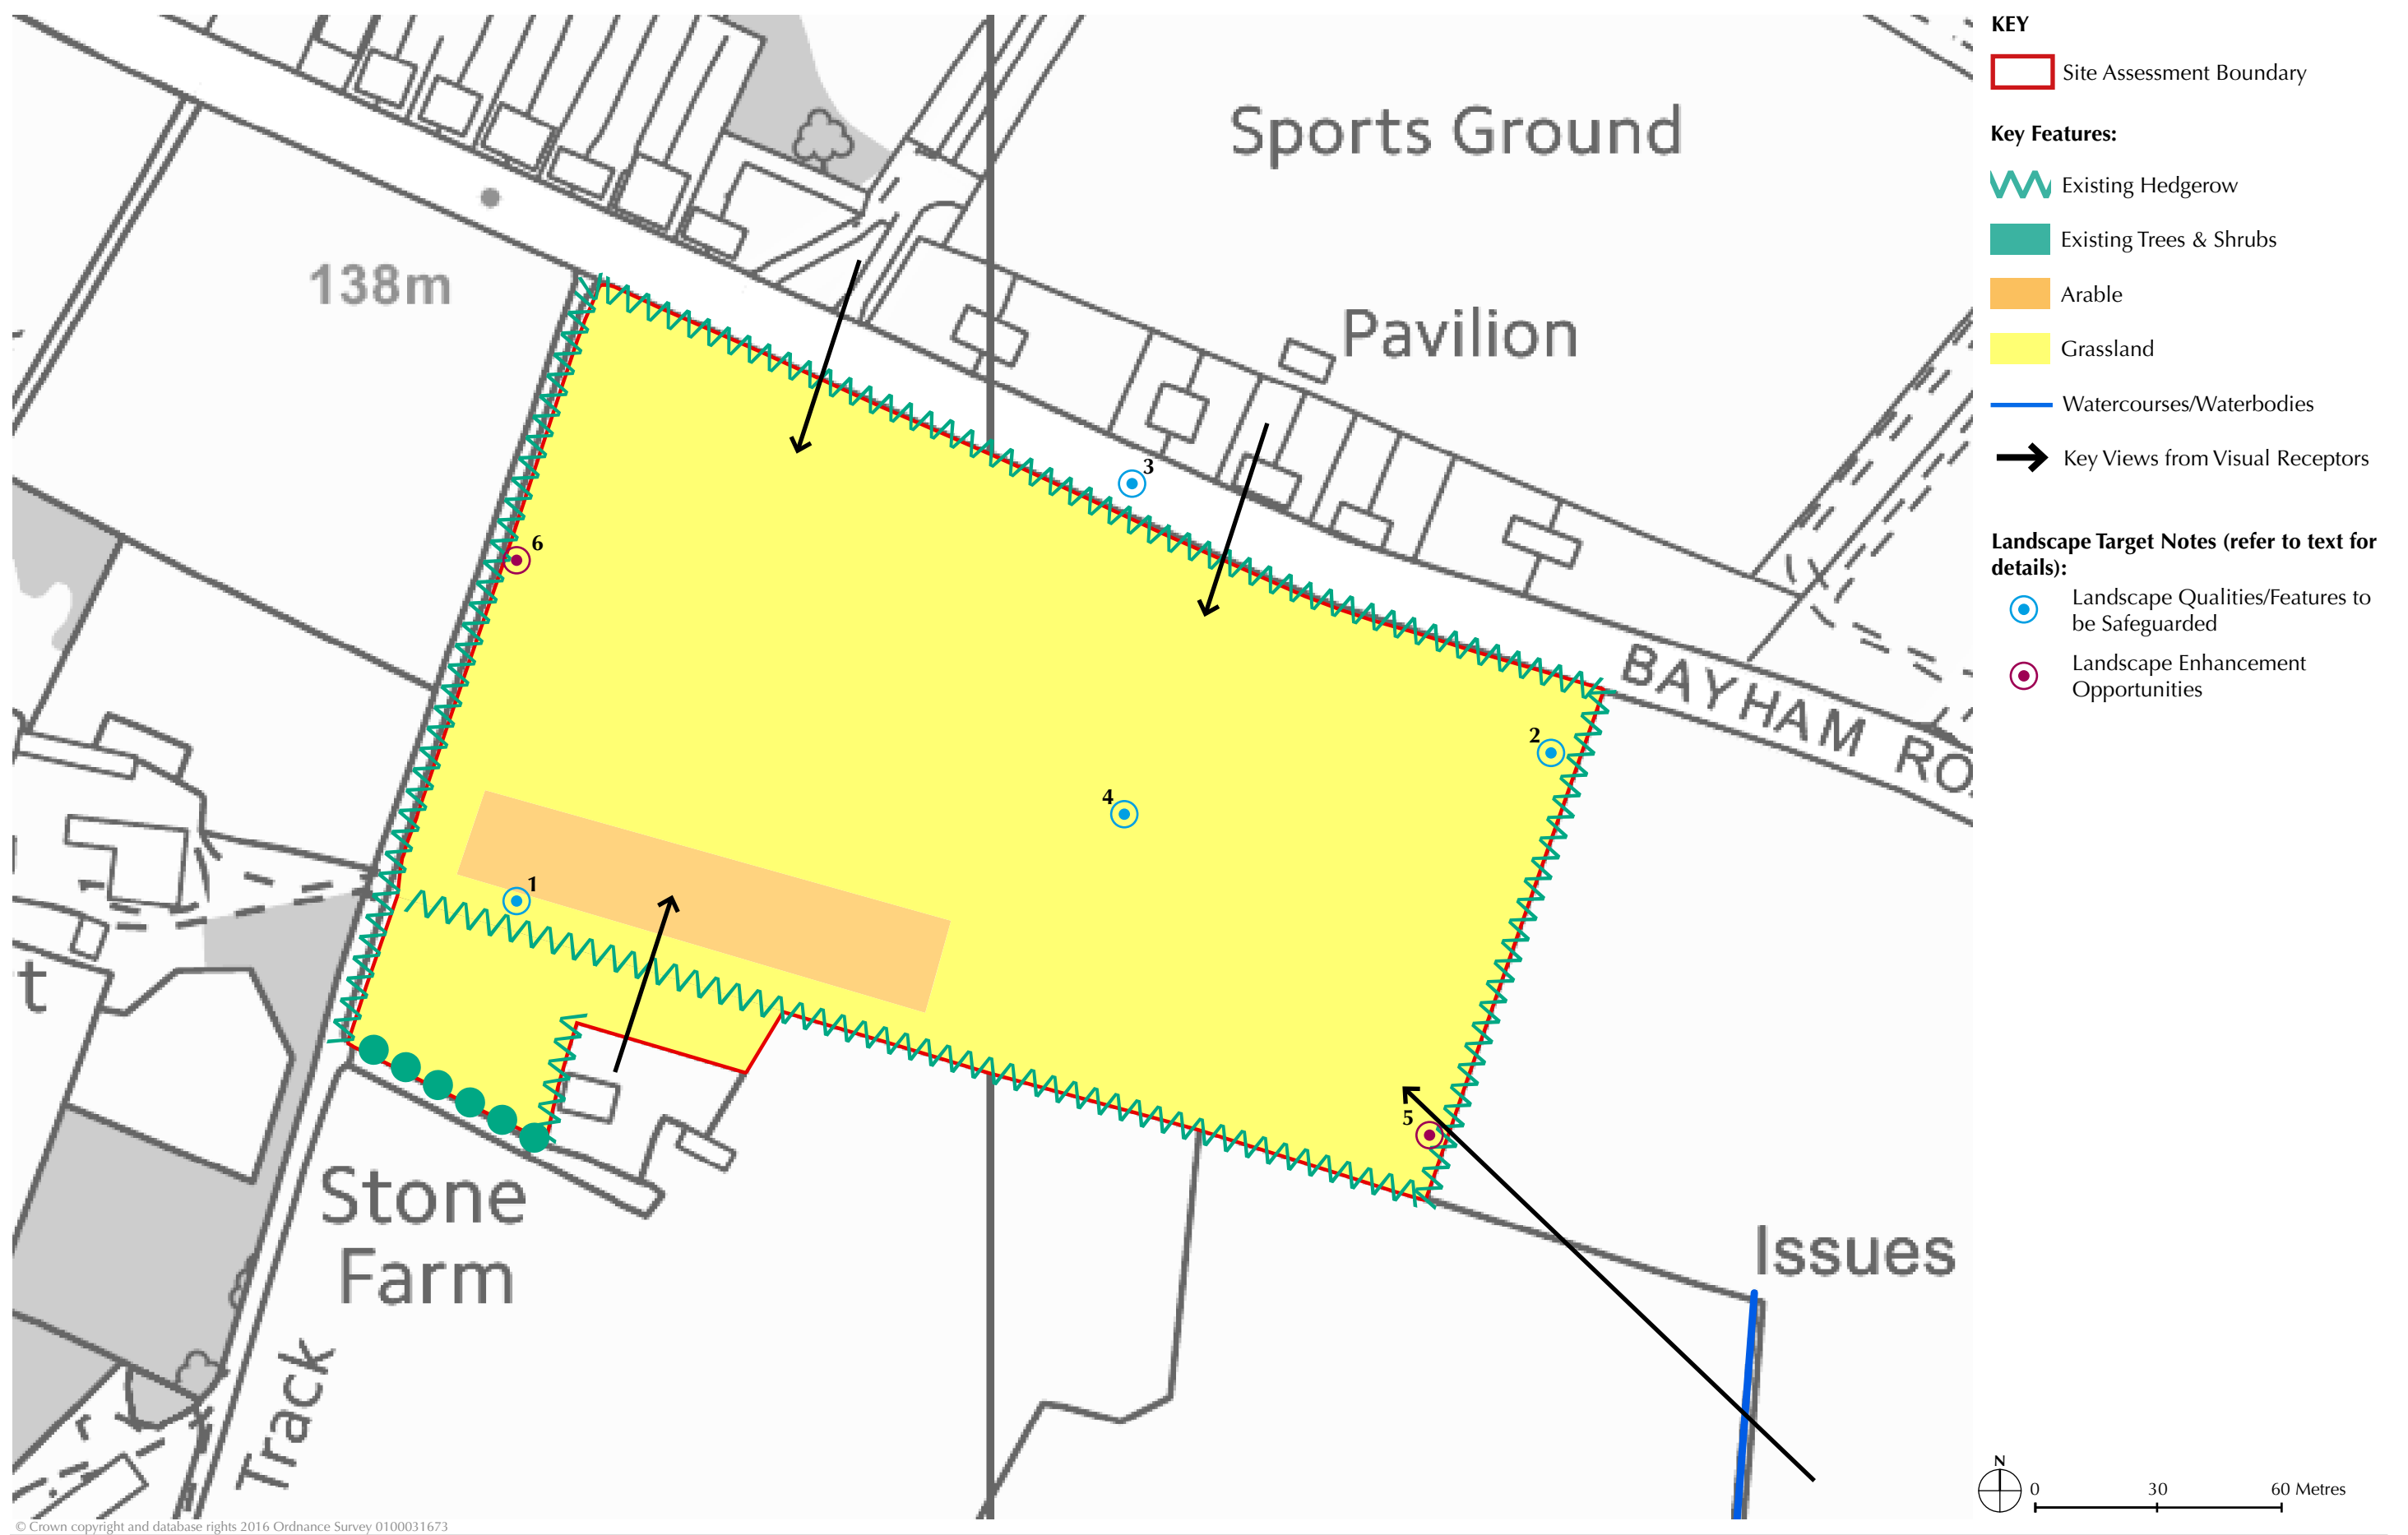 KEY
Site Assessment Boundary
Key Features:
Existing Hedgerow
Existing Trees & Shrubs
Arable
Grassland
Watercourses/Waterbodies
Key Views from Visual Receptors
Landscape Target Notes (refer to text for
details):
Landscape Qualities/Features to
be Safeguarded
Landscape Enhancement
Opportunities
Sports Ground
138m
Pavilion
3
6
BAYHAM RO
2
4
1
t
5
Stone
Farm
Issues
Track
N
0 30 60 Metres
© Crown copyright and database rights 2016 Ordnance Survey 0100031673